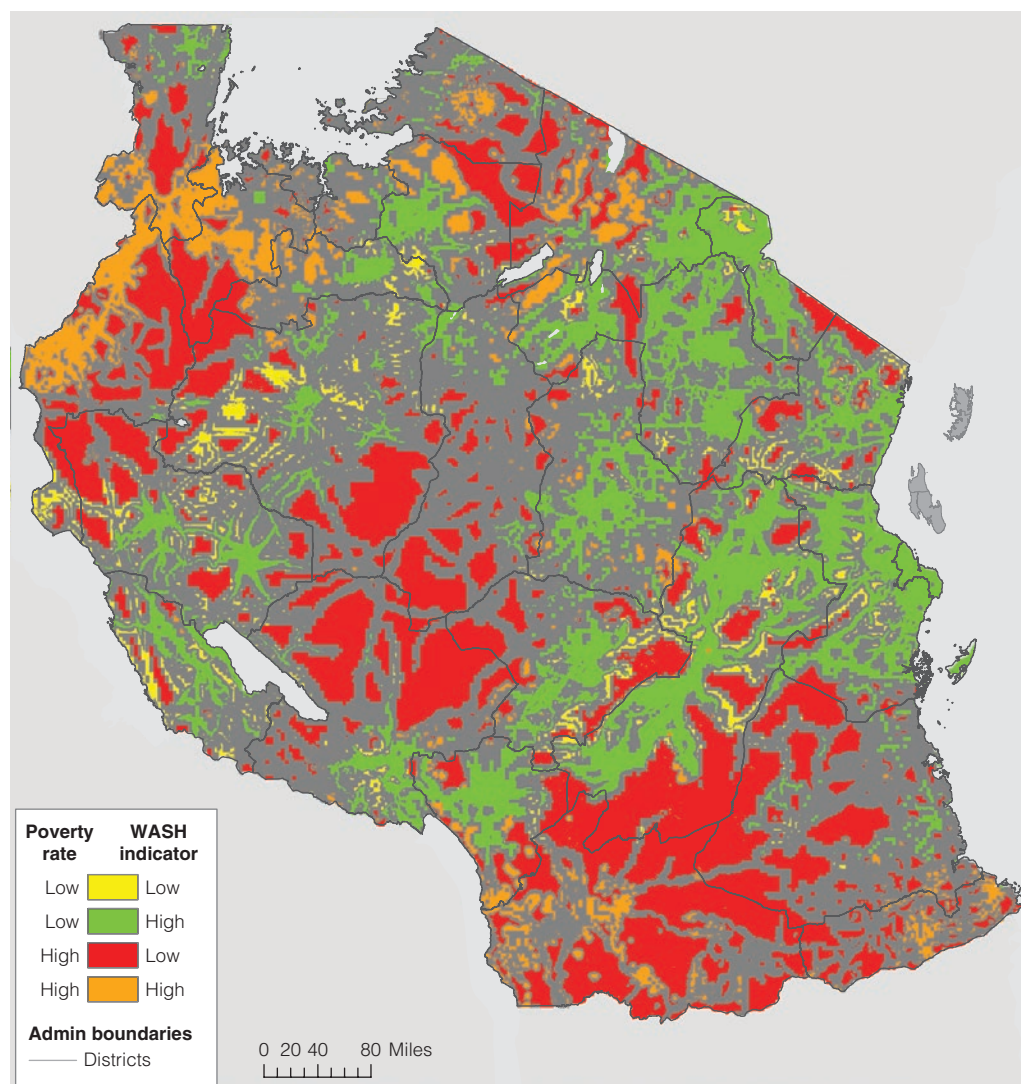 Poverty rate WASH indicator
Low Low
Low High
High Low
High High
Admin boundaries
Districts
0 20 40 80 Miles